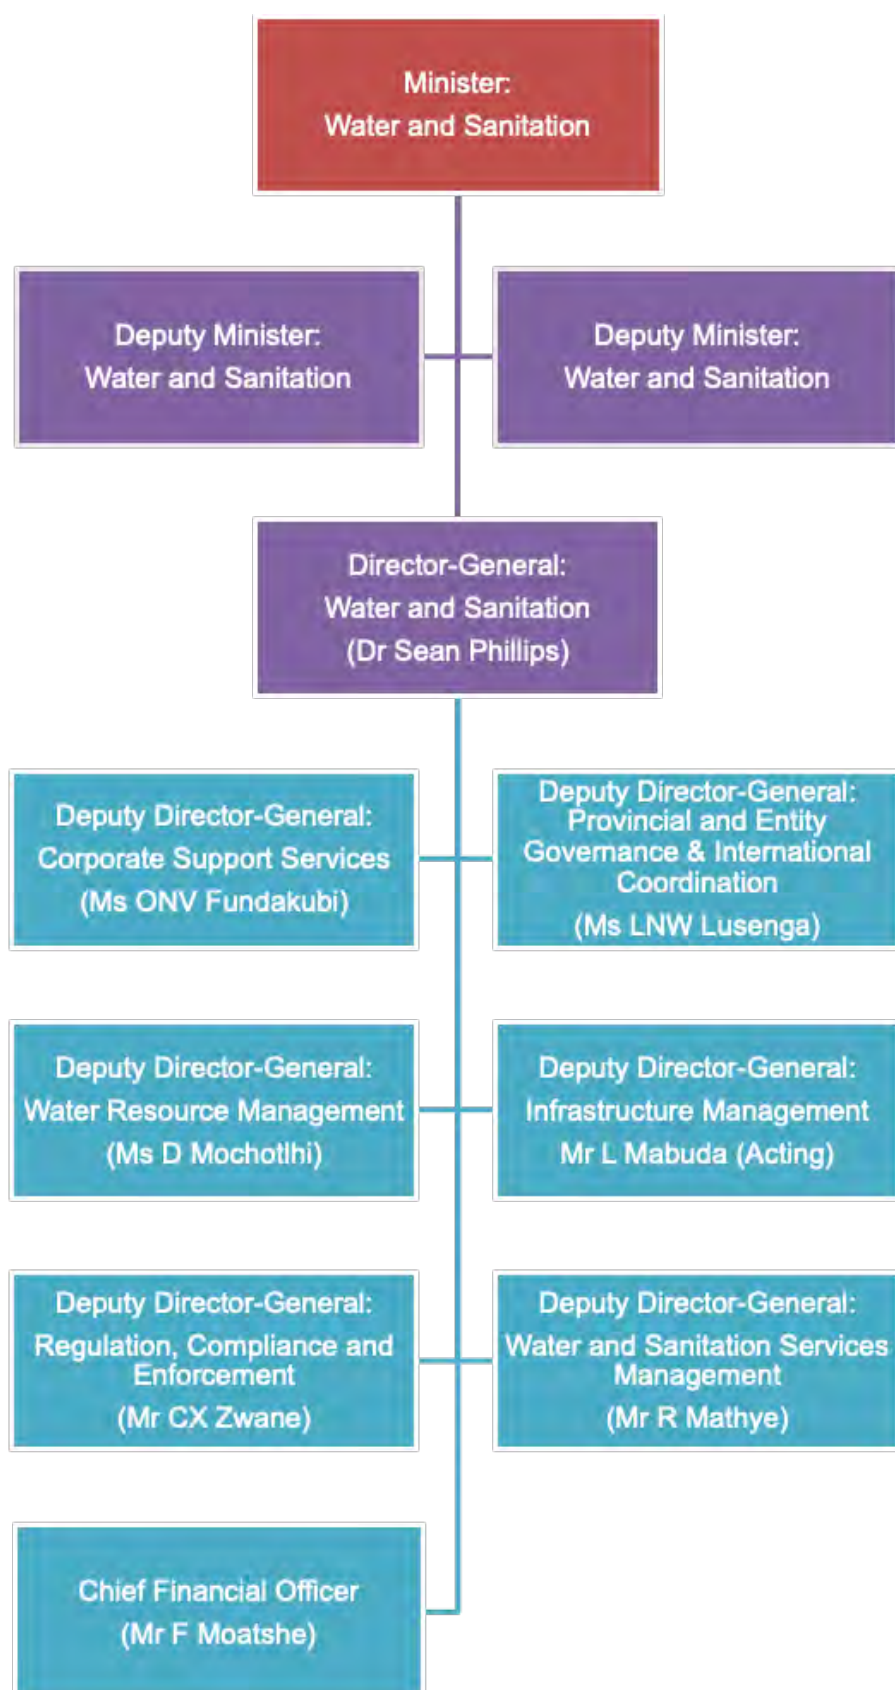 Minister:
Water and Sanitation
Deputy Minister:
Water and Sanitation
Deputy Minister:
Water and Sanitation
Director-General:
Water and Sanitation
(Dr Sean Phillips)
Deputy Director-General:
Corporate Support Services
(Ms ONV Fundakubi)
Deputy Director-General:
Provincial and Entity
Governance & International
Coordination
(Ms LNW Lusenga)
Deputy Director-General:
Water Resource Management
(Ms D Mochotlhi)
Deputy Director-General:
Infrastructure Management
Mr L Mabuda (Acting)
Deputy Director-General:
Regulation, Compliance and
Enforcement
(Mr CX Zwane)
Deputy Director-General:
Water and Sanitation Services
Management
(Mr R Mathye)
Chief Financial Officer
(Mr F Moatshe)